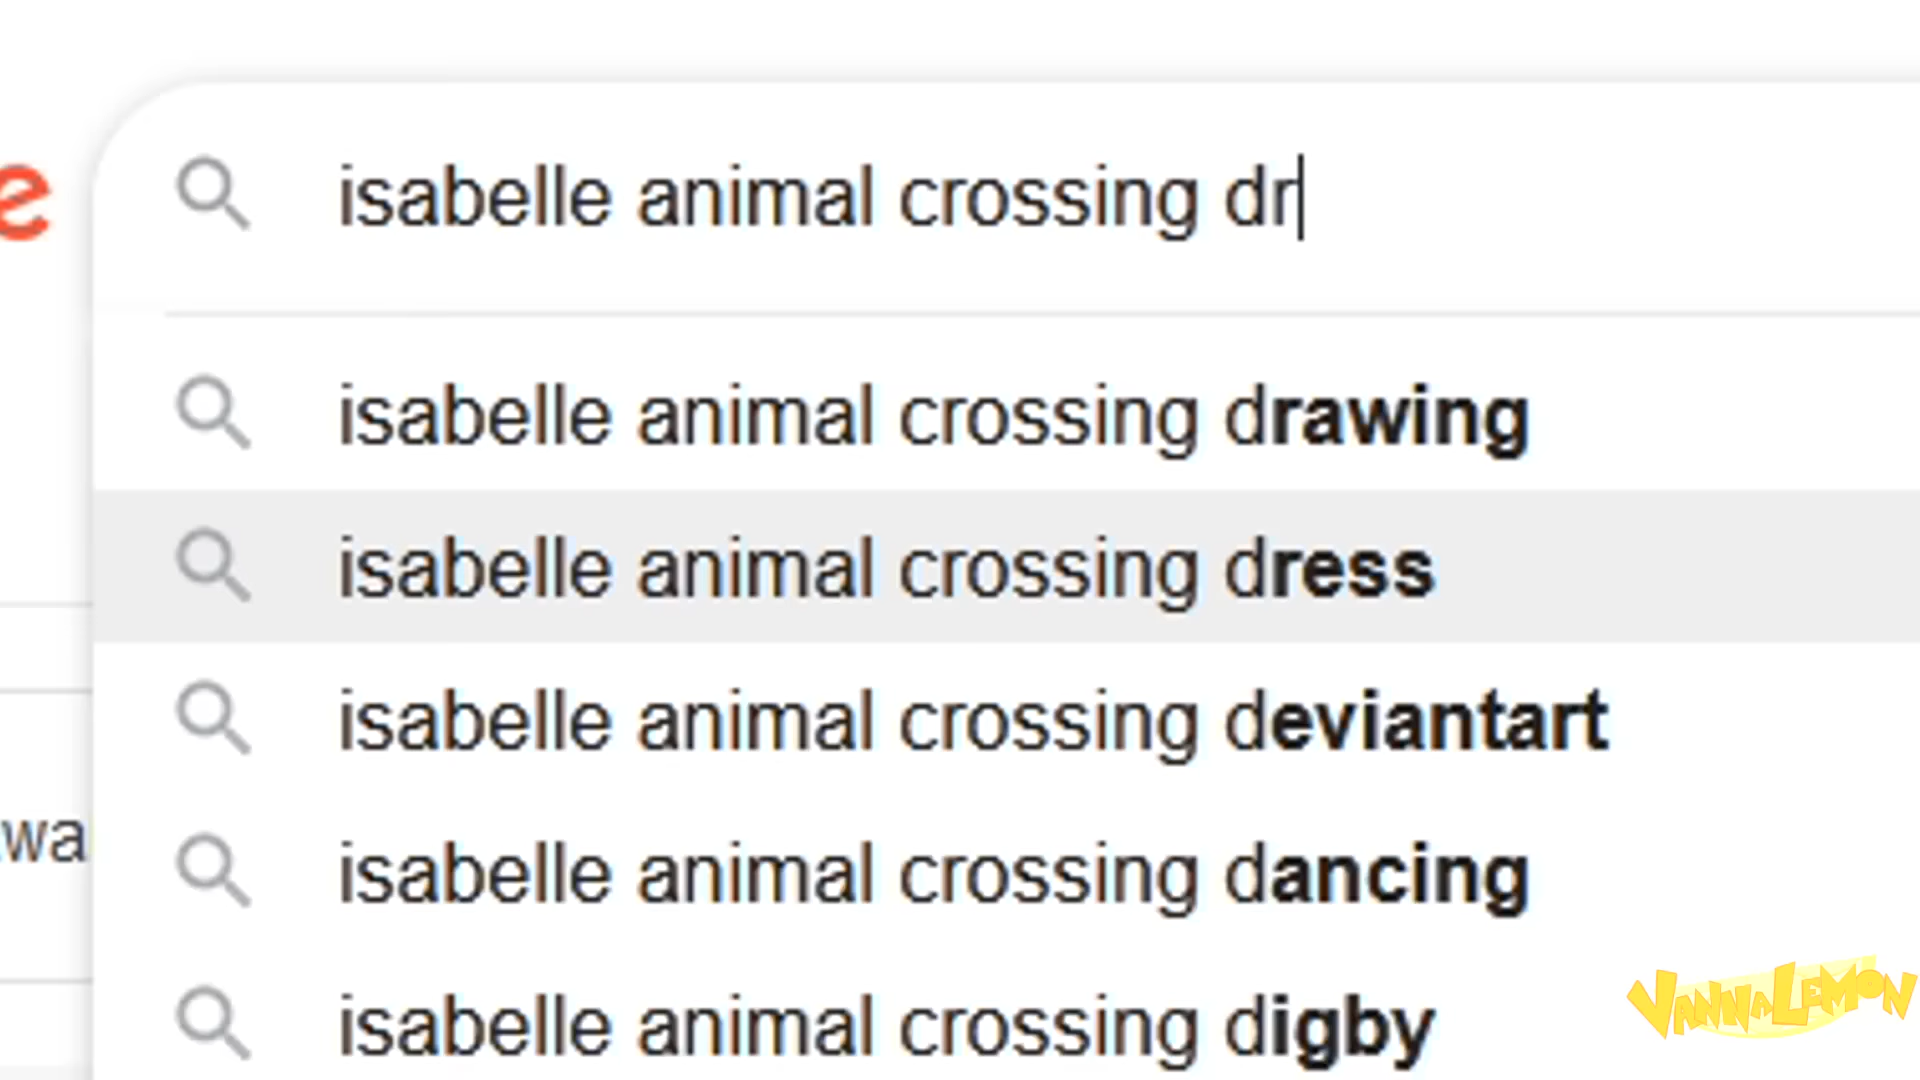 e
isabelle animal crossing dr
isabelle animal crossing drawing
isabelle animal crossing dress
isabelle animal crossing deviantart
wa
isabelle animal crossing dancing
isabelle animal crossing digby
VANNALEMON